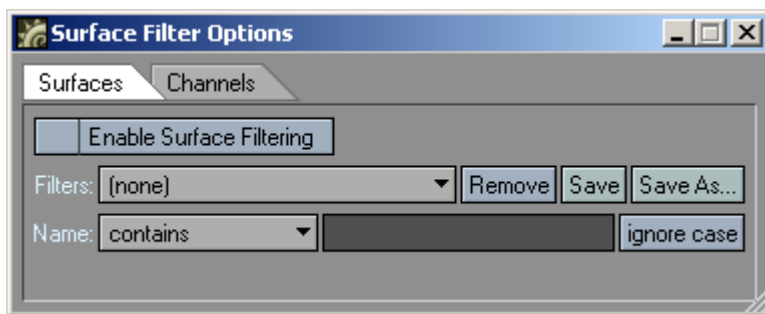 Surface Filter Options
Surfaces Channels
Enable Surface Filtering
Filters: (none) Remove Save Save As...
Name: contains ignore case